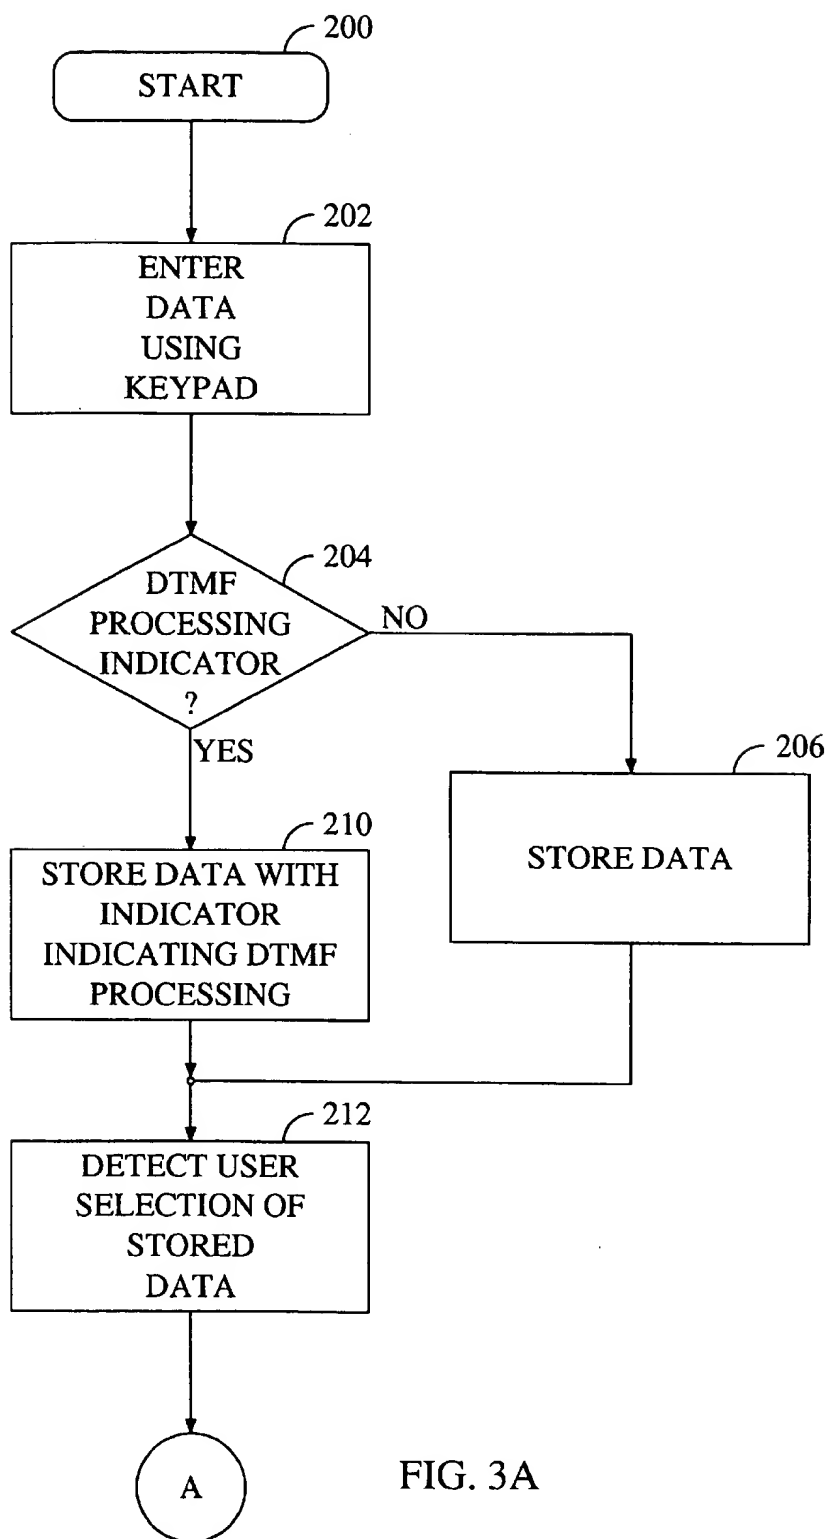 200
START
202
ENTER
DATA
USING
KEYPAD
204
DTMF
PROCESSING
INDICATOR
?
NO
YES
206
STORE DATA
210
STORE DATA WITH
INDICATOR
INDICATING DTMF
PROCESSING
212
DETECT USER
SELECTION OF
STORED
DATA
A
FIG. 3A